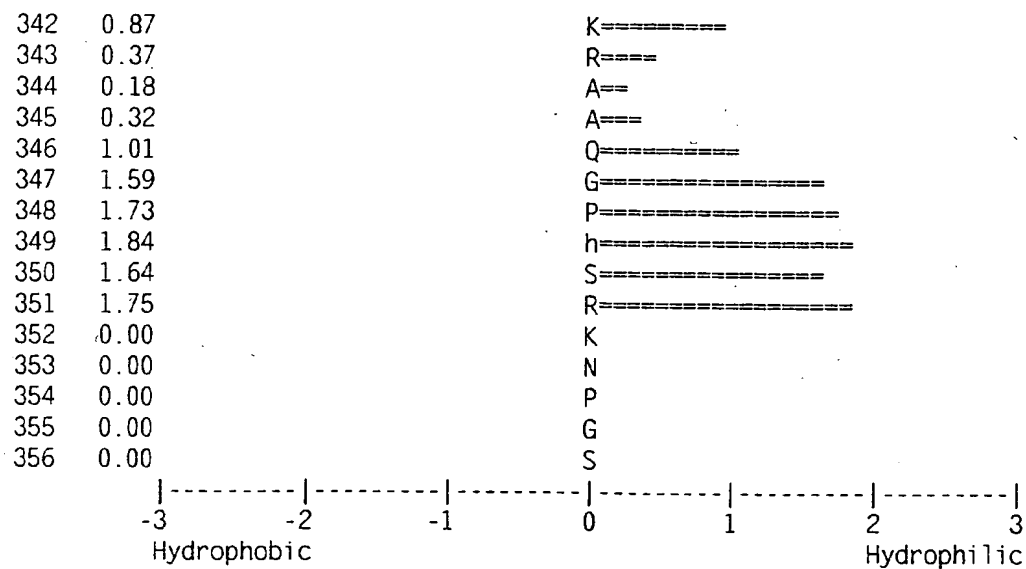 342 0.87 K=========
343 0.37 R====
344 0.18 A==
345 0.32 A===
346 1.01 Q==========
347 1.59 G================
348 1.73 P=================
349 1.84 h==================
350 1.64 S================
351 1.75 R==================
352 0.00 K
353 0.00 N
354 0.00 P
355 0.00 G
356 0.00 S
|---------|---------|---------|---------|---------|---------|
-3 -2 -1 0 1 2 3
Hydrophobic Hydrophilic